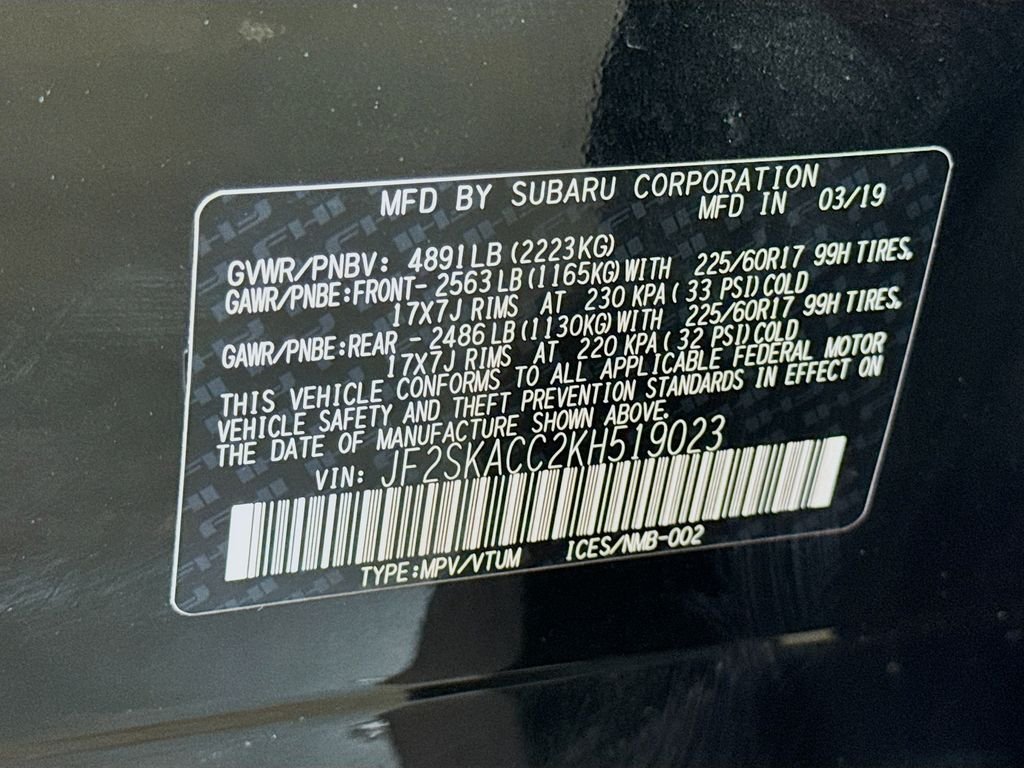 MFD BY SUBARU CORPORATION
MFD IN 03/19
GVWR/PNBV: 4891LB (2223KG)
GAWR/PNBE:FRONT- 2563 LB (1165KG) WITH 225/60R17 99H TIRES,
17X7J RIMS AT 230 KPA ( 33 PSI) COLD
GAWR/PNBE:REAR - 2486 LB (1130KG) WITH 225/60R17 99H TIRES,
17X7J RIMS AT 220 KPA ( 32 PSI) COLD
THIS VEHICLE CONFORMS TO ALL APPLICABLE FEDERAL MOTOR
VEHICLE SAFETY AND THEFT PREVENTION STANDARDS IN EFFECT ON
THE DATE OF MANUFACTURE SHOWN ABOVE.
VIN: JF2SKACC2KH519023
TYPE:MPV/VTUM ICES/NMB-002